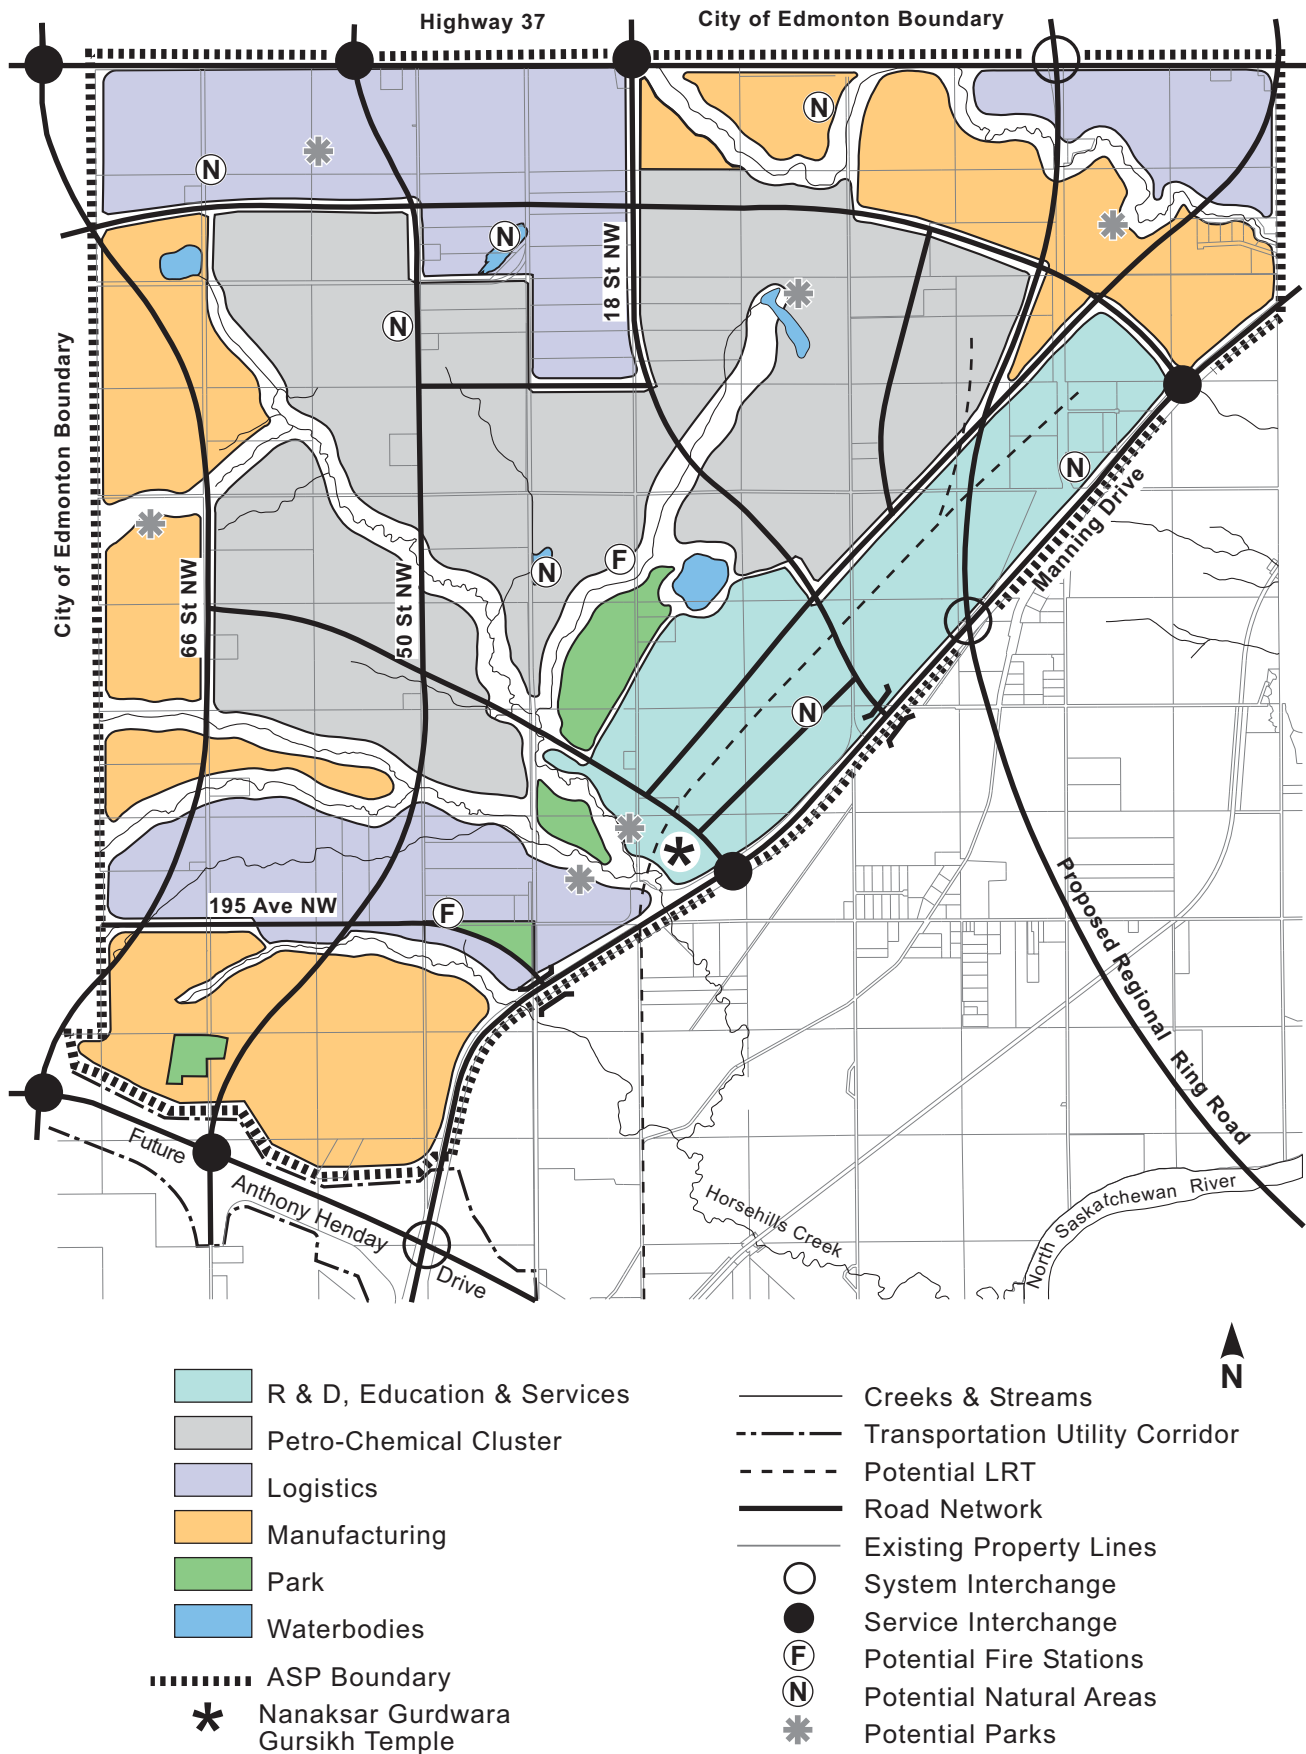 Highway 37
City of Edmonton Boundary
N
N
N
N
18 St NW
City of Edmonton Boundary
N
Manning Drive
F
N
66 St NW
50 St NW
N
195 Ave NW
F
Proposed Regional Ring Road
Future
Anthony Henday
Drive
Horsehills Creek
North Saskatchewan River
N
R & D, Education & Services
Petro-Chemical Cluster
Logistics
Manufacturing
Park
Waterbodies
ASP Boundary
Nanaksar Gurdwara
Gursikh Temple
Creeks & Streams
Transportation Utility Corridor
Potential LRT
Road Network
Existing Property Lines
System Interchange
Service Interchange
F Potential Fire Stations
N Potential Natural Areas
Potential Parks